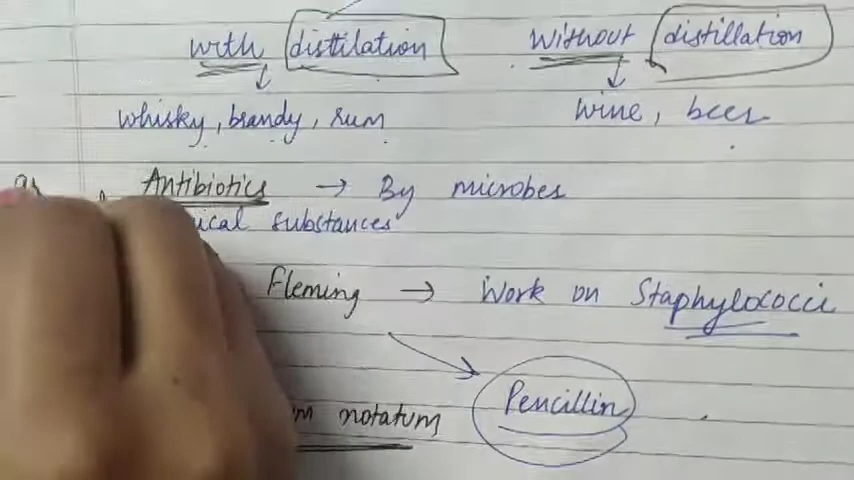 with distillation without distillation
whisky, brandy, rum wine, beer
Antibiotics → By microbes
ical substances
Fleming → Work on Staphylococci
Pencillin
m notatum